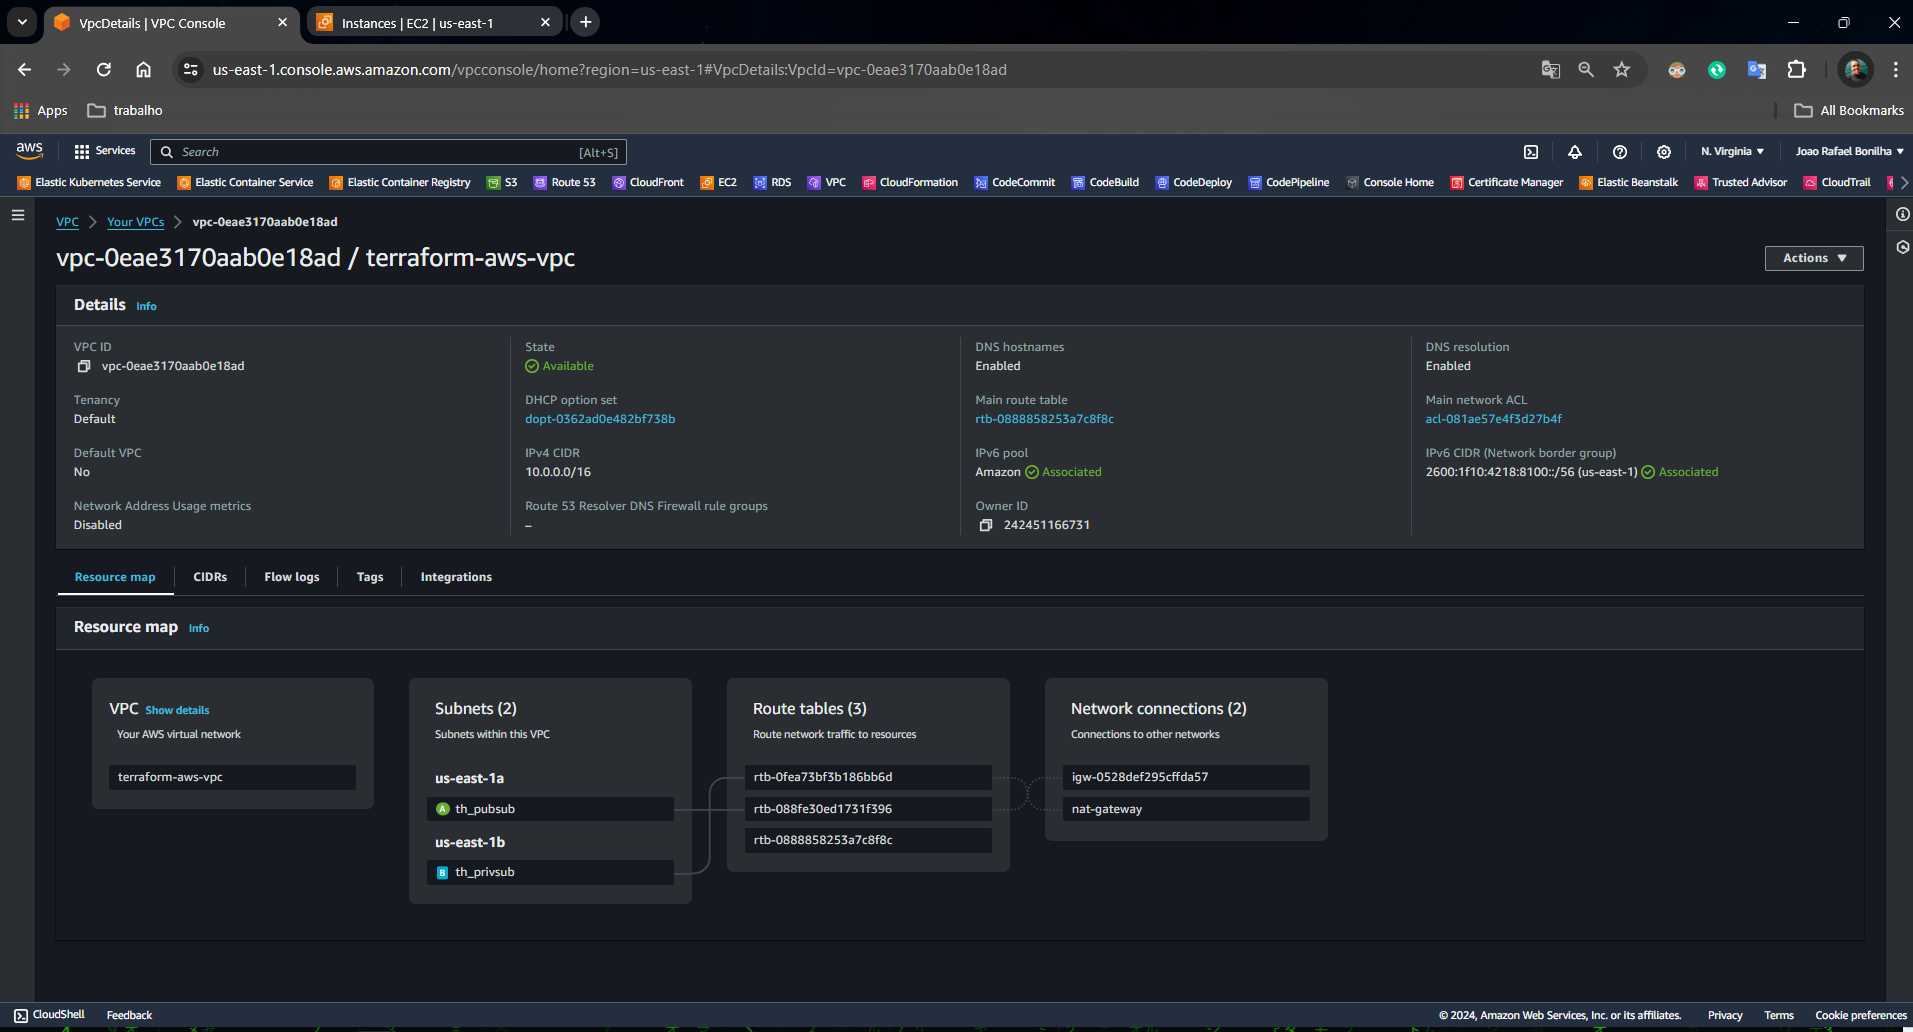 VpcDetails | VPC Console
Instances | EC2 | us-east-1
us-east-1.console.aws.amazon.com/vpcconsole/home?region=us-east-1#VpcDetails:VpcId=vpc-0eae3170aab0e18ad
Apps
trabalho
All Bookmarks
aws
Services
Search
[Alt+S]
N. Virginia
Joao Rafael Bonilha
Elastic Kubernetes Service
Elastic Container Service
Elastic Container Registry
S3
Route 53
CloudFront
EC2
RDS
VPC
CloudFormation
CodeCommit
CodeBuild
CodeDeploy
CodePipeline
Console Home
Certificate Manager
Elastic Beanstalk
Trusted Advisor
CloudTrail
VPC
Your VPCs
vpc-0eae3170aab0e18ad
vpc-0eae3170aab0e18ad / terraform-aws-vpc
Actions
Details
Info
VPC ID
vpc-0eae3170aab0e18ad
State
Available
DNS hostnames
Enabled
DNS resolution
Enabled
Tenancy
Default
DHCP option set
dopt-0362ad0e482bf738b
Main route table
rtb-0888858253a7c8f8c
Main network ACL
acl-081ae57e4f3d27b4f
Default VPC
No
IPv4 CIDR
10.0.0.0/16
IPv6 pool
Amazon
Associated
IPv6 CIDR (Network border group)
2600:1f10:4218:8100::/56 (us-east-1)
Associated
Network Address Usage metrics
Disabled
Route 53 Resolver DNS Firewall rule groups
–
Owner ID
242451166731
Resource map
CIDRs
Flow logs
Tags
Integrations
Resource map
Info
VPC
Show details
Your AWS virtual network
terraform-aws-vpc
Subnets (2)
Subnets within this VPC
us-east-1a
A
th_pubsub
us-east-1b
B
th_privsub
Route tables (3)
Route network traffic to resources
rtb-0fea73bf3b186bb6d
rtb-088fe30ed1731f396
rtb-0888858253a7c8f8c
Network connections (2)
Connections to other networks
igw-0528def295cffda57
nat-gateway
CloudShell
Feedback
© 2024, Amazon Web Services, Inc. or its affiliates.
Privacy
Terms
Cookie preferences